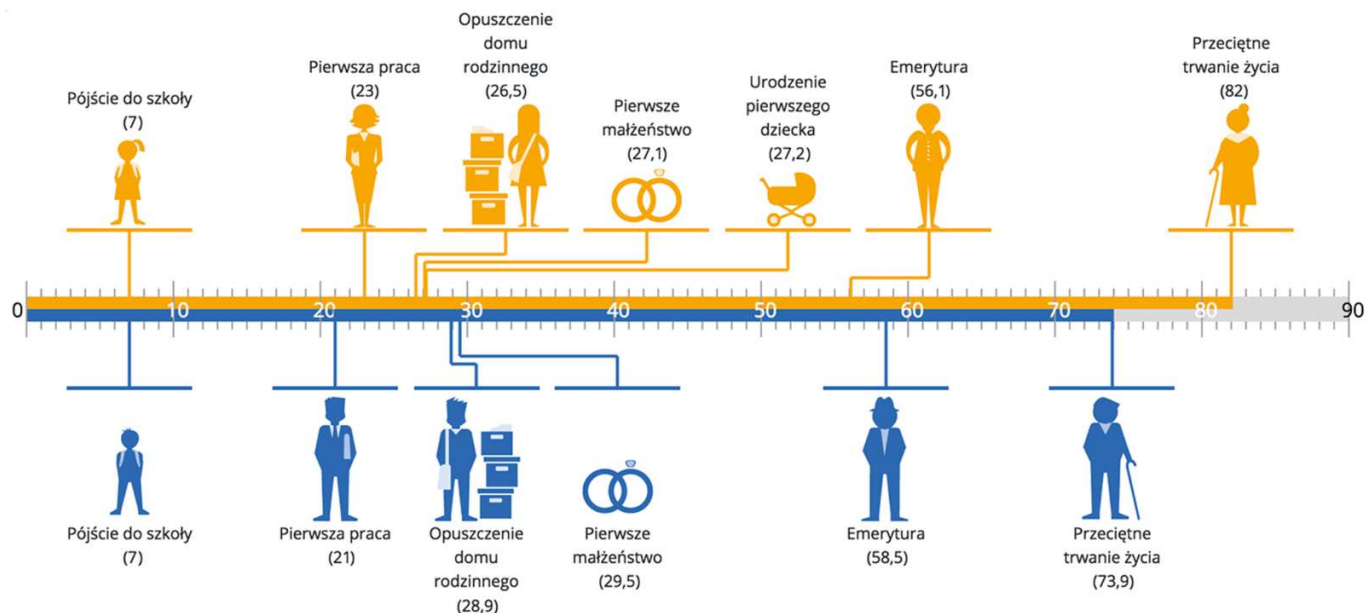 Pójście do szkoły
(7)
Pierwsza praca
(23)
Opuszczenie
domu
rodzinnego
(26,5)
Pierwsze
małżeństwo
(27,1)
Urodzenie
pierwszego
dziecka
(27,2)
Emerytura
(56,1)
Przeciętne
trwanie życia
(82)
0 10 20 30 40 50 60 70 80 90
Pójście do szkoły
(7)
Pierwsza praca
(21)
Opuszczenie
domu
rodzinnego
(28,9)
Pierwsze
małżeństwo
(29,5)
Emerytura
(58,5)
Przeciętne
trwanie życia
(73,9)